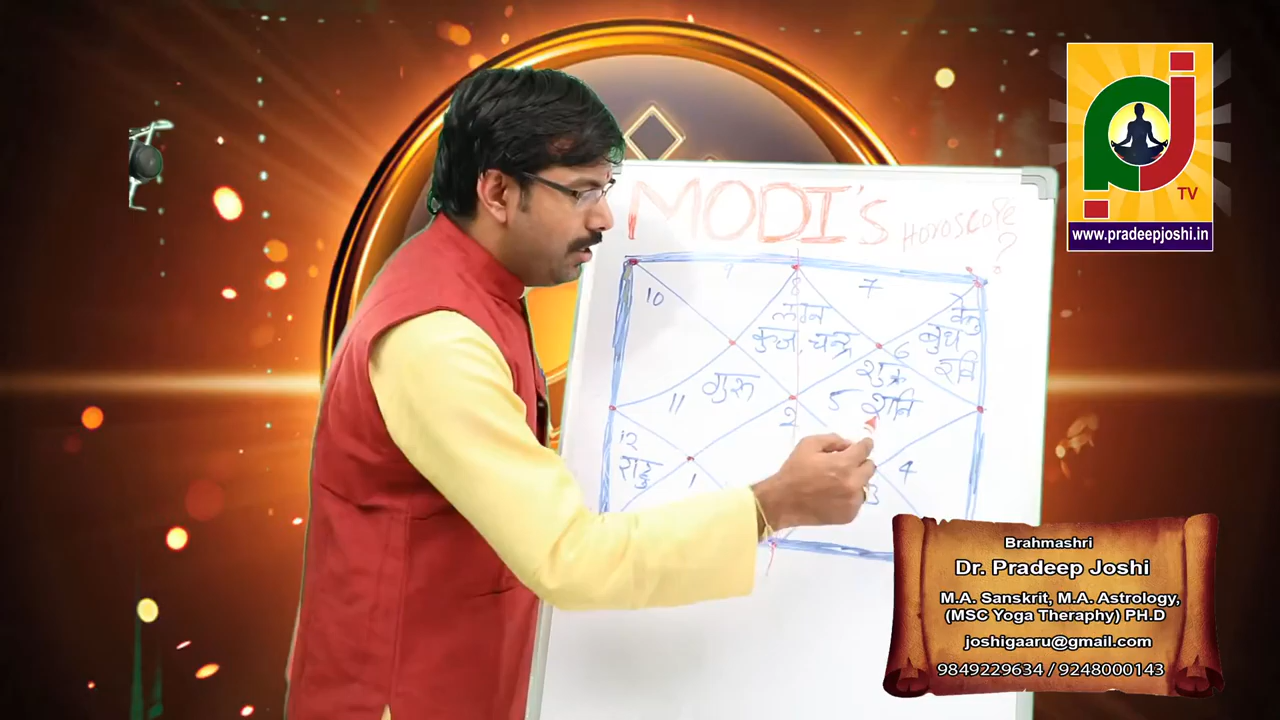 MODI'S
HOROSCOPE
?
9
8
7
10
लग्न
केतु
कुज, चन्द्र
बुध
6
रवि
शुक्र
11 गुरू
5 शनि
2
12
राहु
1
4
3
pj
TV
www.pradeepjoshi.in
Brahmashri
Dr. Pradeep Joshi
M.A. Sanskrit, M.A. Astrology,
(MSC Yoga Theraphy) PH.D
joshigaaru@gmail.com
9849229634 / 9248000143